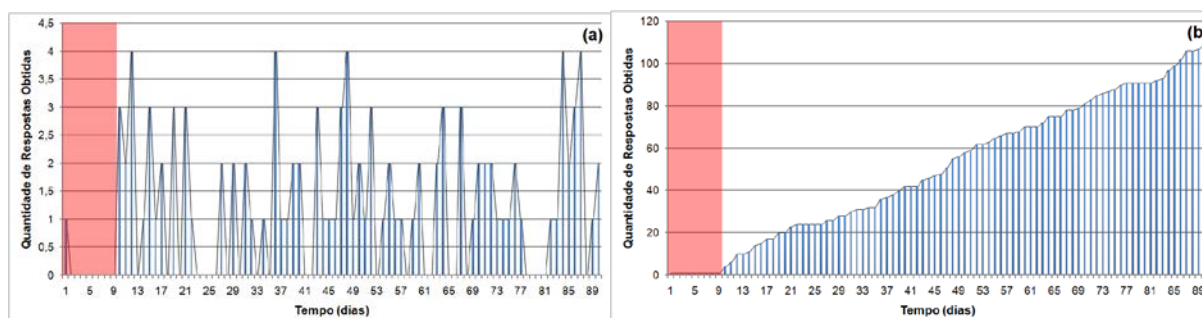 (a)
Quantidade de Respostas Obtidas
4,5
4
3,5
3
2,5
2
1,5
1
0,5
0
1 5 9 13 17 21 25 29 33 37 41 45 49 53 57 61 65 69 73 77 81 85 89
Tempo (dias)
(b
Quantidade de Respostas Obtidas
120
100
80
60
40
20
0
1 5 9 13 17 21 25 29 33 37 41 45 49 53 57 61 65 69 73 77 81 85 89
Tempo (dias)